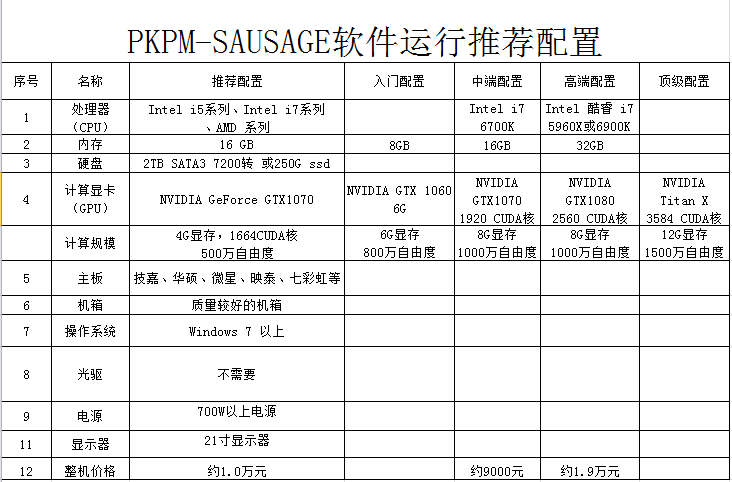 PKPM-SAUSAGE软件运行推荐配置
序号 名称 推荐配置 入门配置 中端配置 高端配置 顶级配置
1 处理器（CPU） Intel i5系列、Intel i7系列、AMD 系列 Intel i7 6700K Intel 酷睿 i7 5960X或6900K
2 内存 16 GB 8GB 16GB 32GB
3 硬盘 2TB SATA3 7200转 或250G ssd
4 计算显卡（GPU） NVIDIA GeForce GTX1070 NVIDIA GTX 1060 6G NVIDIA GTX1070 1920 CUDA核 NVIDIA GTX1080 2560 CUDA核 NVIDIA Titan X 3584 CUDA核
计算规模 4G显存，1664CUDA核 500万自由度 6G显存 800万自由度 8G显存 1000万自由度 8G显存 1000万自由度 12G显存 1500万自由度
5 主板 技嘉、华硕、微星、映泰、七彩虹等
6 机箱 质量较好的机箱
7 操作系统 Windows 7 以上
8 光驱 不需要
9 电源 700W以上电源
11 显示器 21寸显示器
12 整机价格 约1.0万元 约9000元 约1.9万元